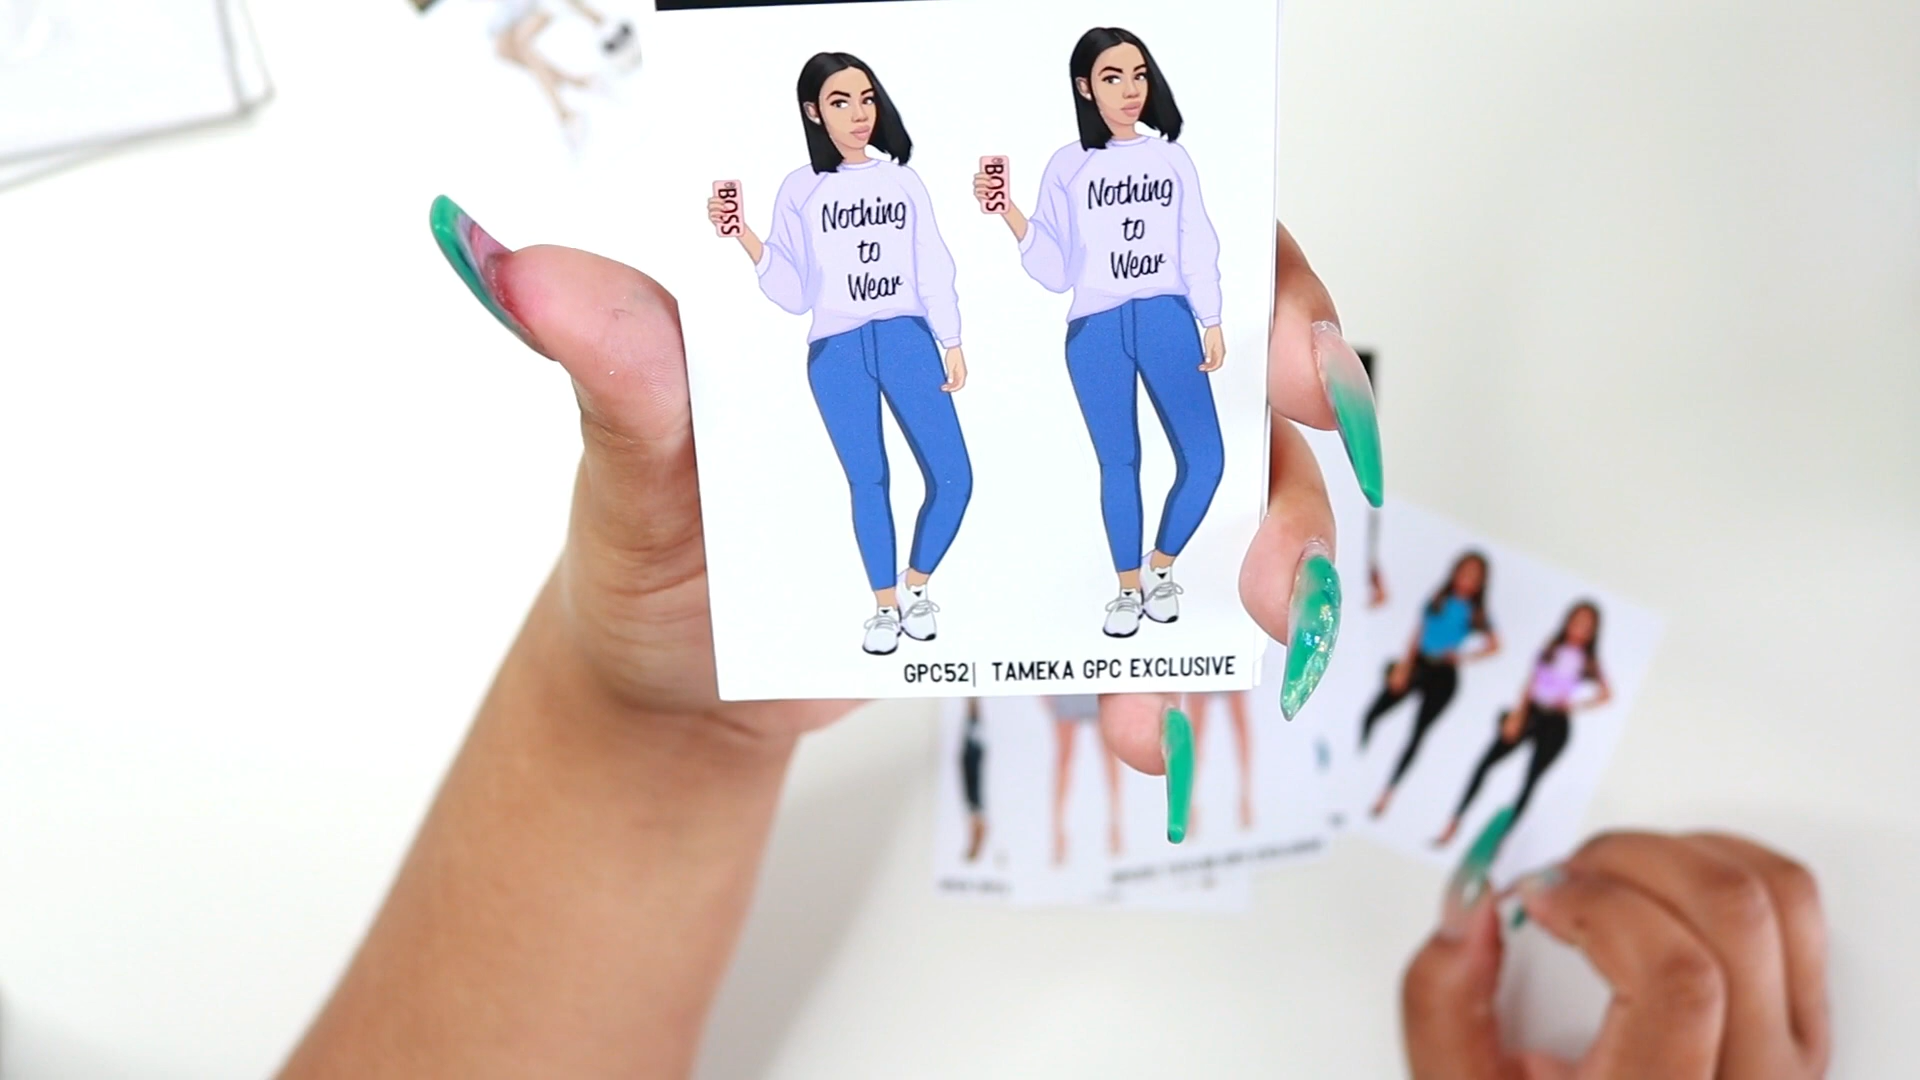 BOSS
Nothing
to
Wear
BOSS
Nothing
to
Wear
GPC52| TAMEKA GPC EXCLUSIVE